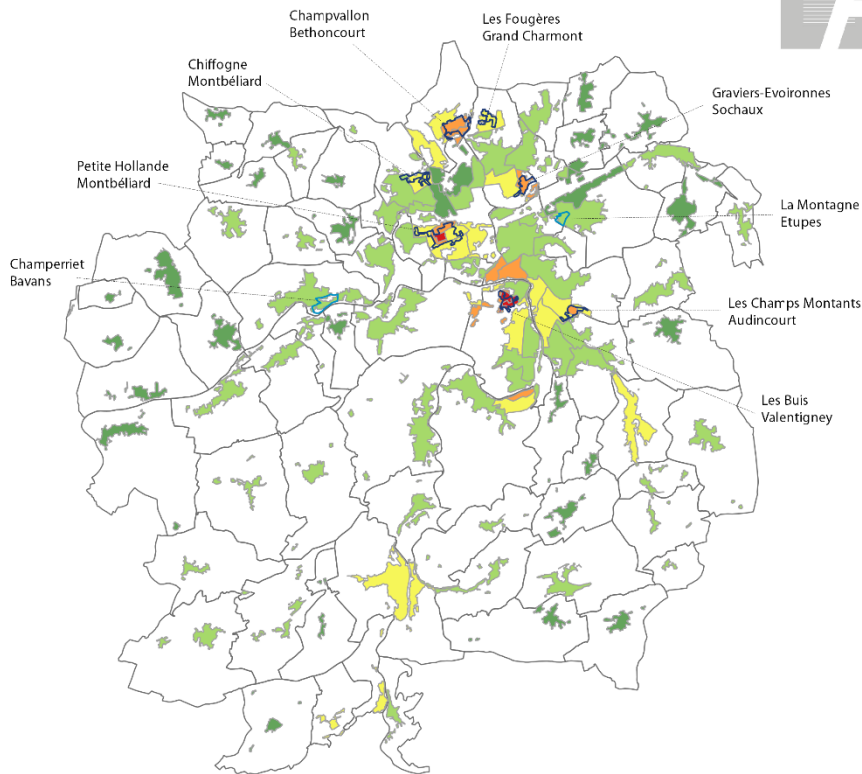 Champvallon
Bethoncourt
Les Fougères
Grand Charmont
Chiffogne
Montbéliard
Graviers-Evoironnes
Sochaux
Petite Hollande
Montbéliard
La Montagne
Etupes
Champerriet
Bavans
Les Champs Montants
Audincourt
Les Buis
Valentigney